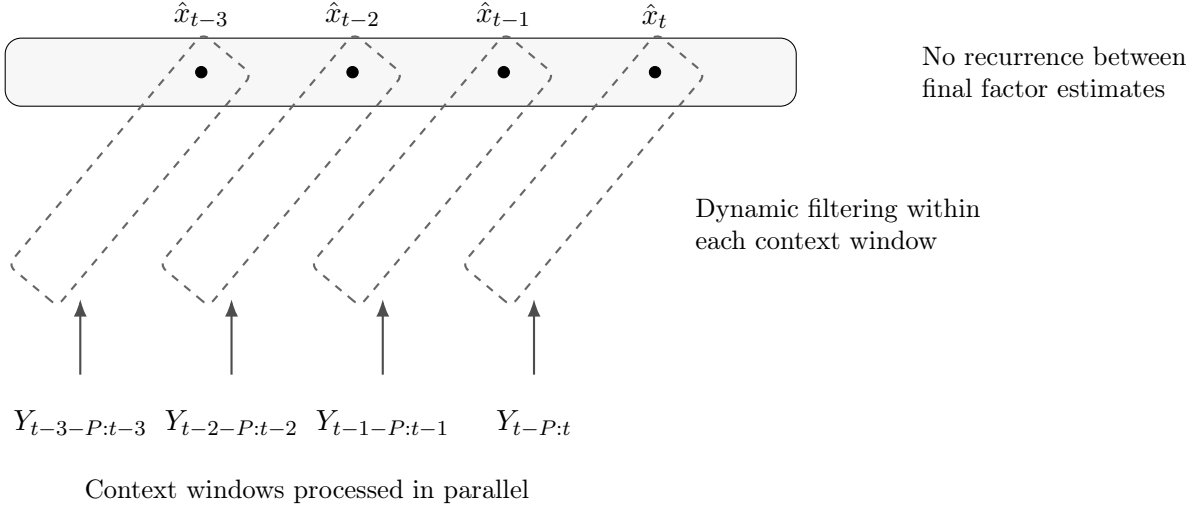 x̂_{t−3} x̂_{t−2} x̂_{t−1} x̂_t
No recurrence between
final factor estimates
Dynamic filtering within
each context window
Y_{t−3−P:t−3} Y_{t−2−P:t−2} Y_{t−1−P:t−1} Y_{t−P:t}
Context windows processed in parallel